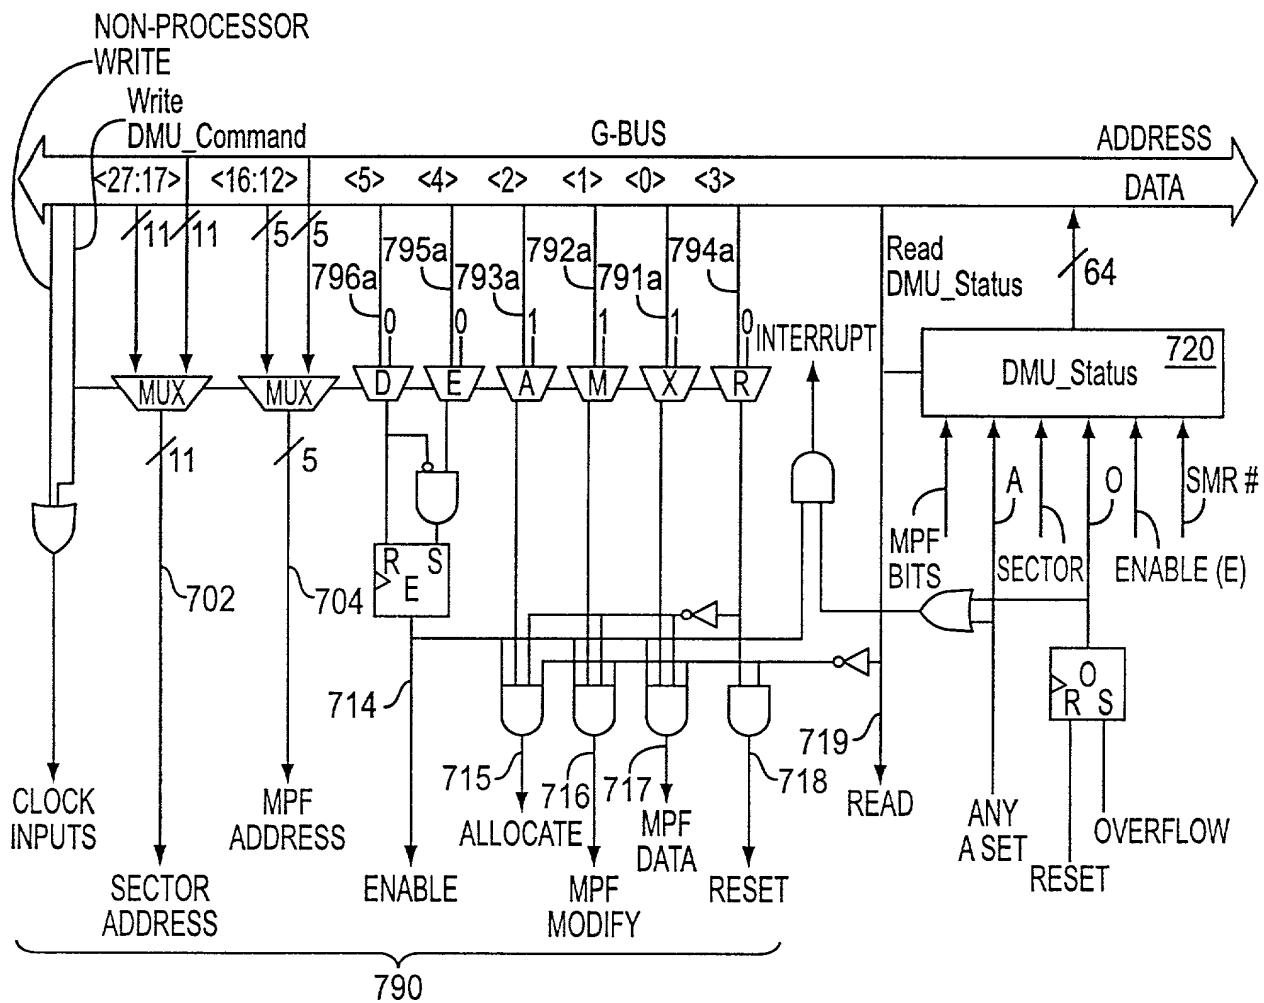 NON-PROCESSOR
WRITE
Write
DMU_Command
G-BUS
ADDRESS
<27:17>
<16:12>
<5>
<4>
<2>
<1>
<0>
<3>
DATA
11
11
5
5
796a
795a
793a
792a
791a
794a
Read
DMU_Status
64
0
0
1
1
1
0
INTERRUPT
720
DMU_Status
MUX
MUX
D
E
A
M
X
R
11
5
A
O
SMR #
MPF
BITS
SECTOR
ENABLE (E)
R
S
E
702
704
714
O
R
S
715
716
717
718
719
CLOCK
INPUTS
MPF
ADDRESS
ALLOCATE
MPF
DATA
READ
ANY
A SET
OVERFLOW
RESET
SECTOR
ADDRESS
ENABLE
MPF
MODIFY
RESET
790